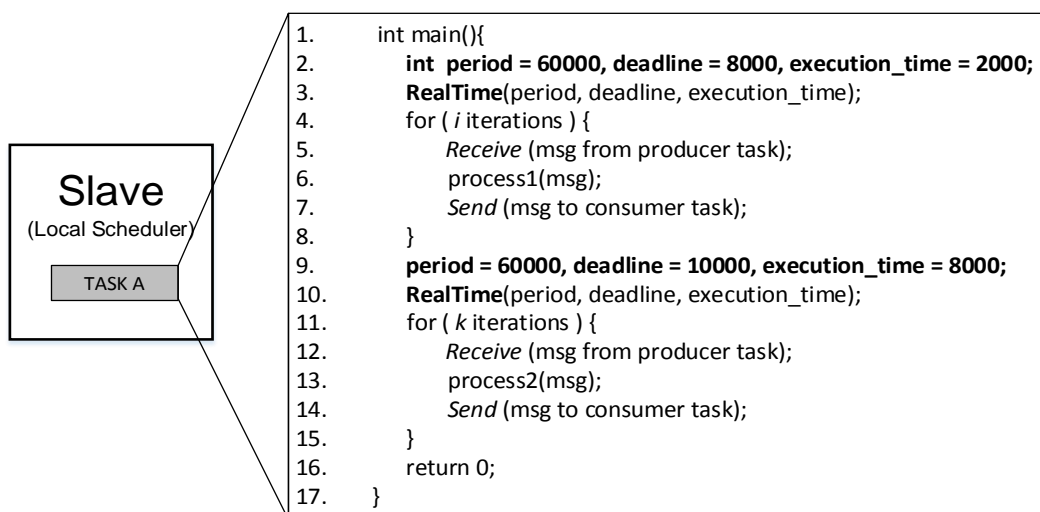 Slave
(Local Scheduler)
TASK A
1. int main(){
2. int period = 60000, deadline = 8000, execution_time = 2000;
3. RealTime(period, deadline, execution_time);
4. for ( i iterations ) {
5. Receive (msg from producer task);
6. process1(msg);
7. Send (msg to consumer task);
8. }
9. period = 60000, deadline = 10000, execution_time = 8000;
10. RealTime(period, deadline, execution_time);
11. for ( k iterations ) {
12. Receive (msg from producer task);
13. process2(msg);
14. Send (msg to consumer task);
15. }
16. return 0;
17. }